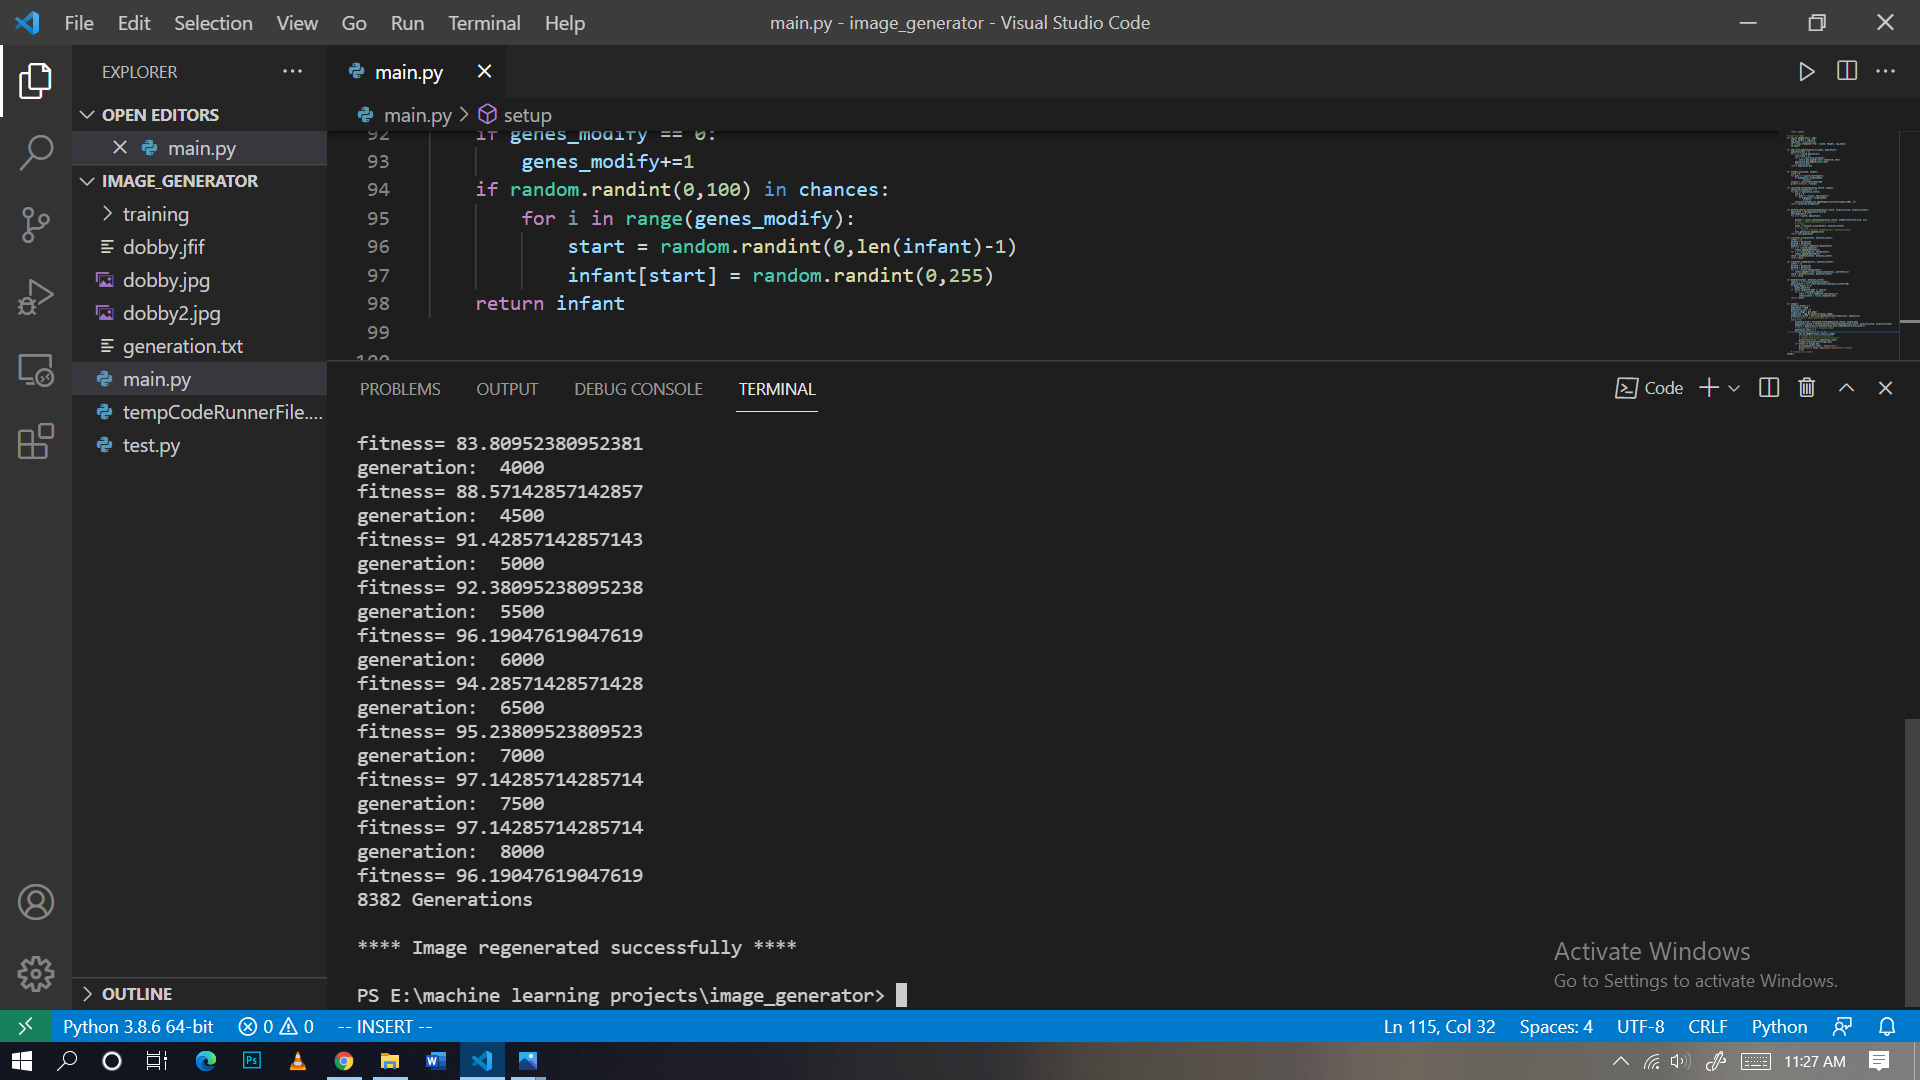 File Edit Selection View Go Run Terminal Help
main.py - image_generator - Visual Studio Code
EXPLORER
OPEN EDITORS
main.py
IMAGE_GENERATOR
training
dobby.jfif
dobby.jpg
dobby2.jpg
generation.txt
main.py
tempCodeRunnerFile....
test.py
OUTLINE
main.py
main.py > setup
92 if genes_modify == 0:
93 genes_modify+=1
94 if random.randint(0,100) in chances:
95 for i in range(genes_modify):
96 start = random.randint(0,len(infant)-1)
97 infant[start] = random.randint(0,255)
98 return infant
99
100
PROBLEMS OUTPUT DEBUG CONSOLE TERMINAL
Code
fitness= 83.80952380952381
generation:  4000
fitness= 88.57142857142857
generation:  4500
fitness= 91.42857142857143
generation:  5000
fitness= 92.38095238095238
generation:  5500
fitness= 96.19047619047619
generation:  6000
fitness= 94.28571428571428
generation:  6500
fitness= 95.23809523809523
generation:  7000
fitness= 97.14285714285714
generation:  7500
fitness= 97.14285714285714
generation:  8000
fitness= 96.19047619047619
8382 Generations
**** Image regenerated successfully ****
PS E:\machine learning projects\image_generator>
Activate Windows
Go to Settings to activate Windows.
Python 3.8.6 64-bit 0 0 -- INSERT --
Ln 115, Col 32 Spaces: 4 UTF-8 CRLF Python
11:27 AM